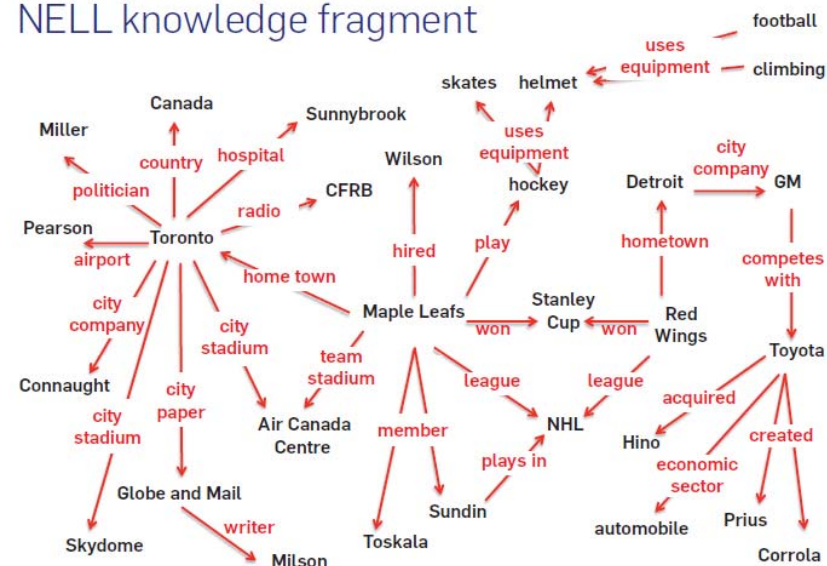 NELL knowledge fragment
football
uses
equipment
climbing
skates
helmet
Canada
Sunnybrook
Miller
uses
equipment
Wilson
city
company
country
hospital
politician
CFRB
hockey
Detroit
GM
radio
Pearson
Toronto
airport
hired
play
hometown
competes
with
home town
city
company
city
stadium
Maple Leafs
Stanley
Cup
won
won
Red
Wings
Toyota
team
stadium
league
league
Connaught
city
paper
acquired
city
stadium
Air Canada
Centre
member
NHL
Hino
created
plays in
economic
sector
Globe and Mail
Sundin
writer
Toskala
automobile
Prius
Skydome
Milson
Corrola